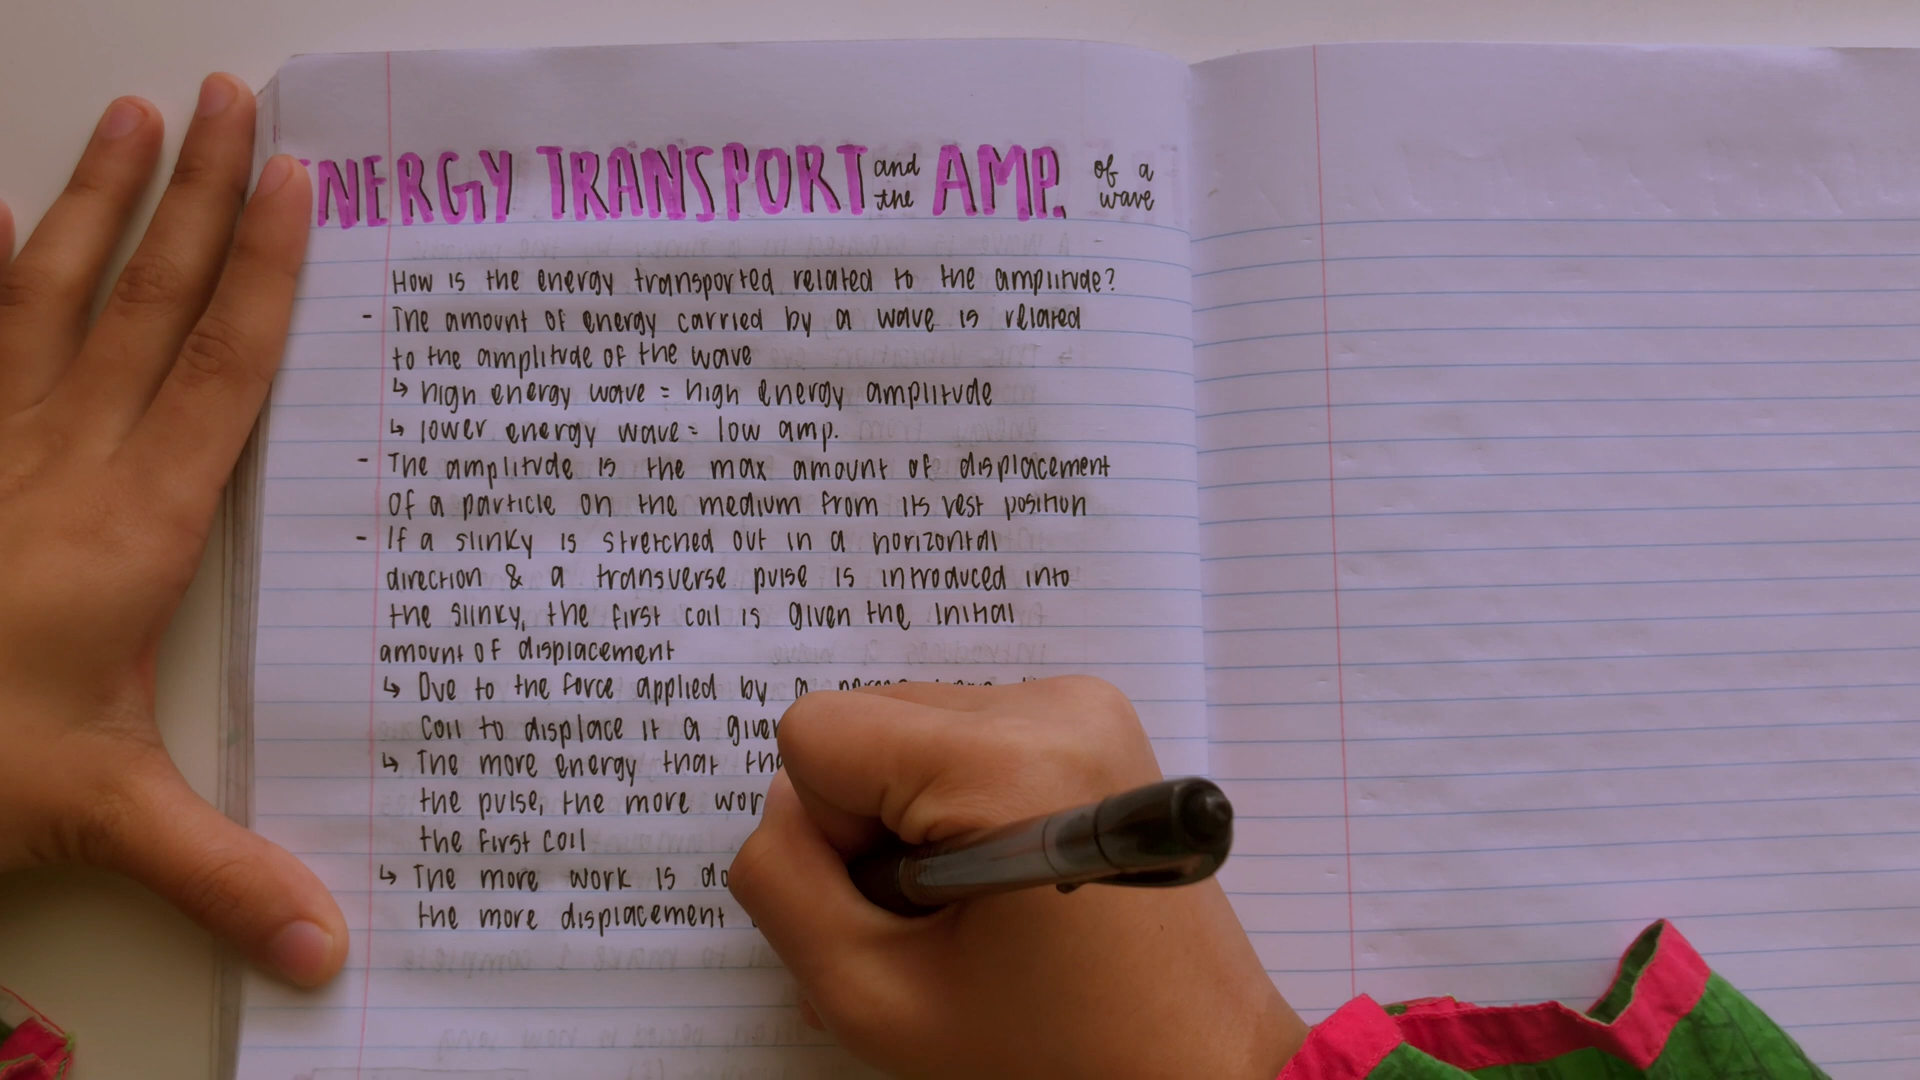 ENERGY TRANSPORT and the AMP. of a wave
How is the energy transported related to the amplitude?
- The amount of energy carried by a wave is related
to the amplitude of the wave
↳ high energy wave = high energy amplitude
↳ lower energy wave = low amp.
- The amplitude is the max amount of displacement
of a particle on the medium from its rest position
- If a slinky is stretched out in a horizontal
direction & a transverse pulse is introduced into
the slinky, the first coil is given the initial
amount of displacement
↳ Due to the force applied by a
coil to displace it a given
↳ The more energy that the
the pulse, the more
the first coil
↳ The more work is
the more displacement